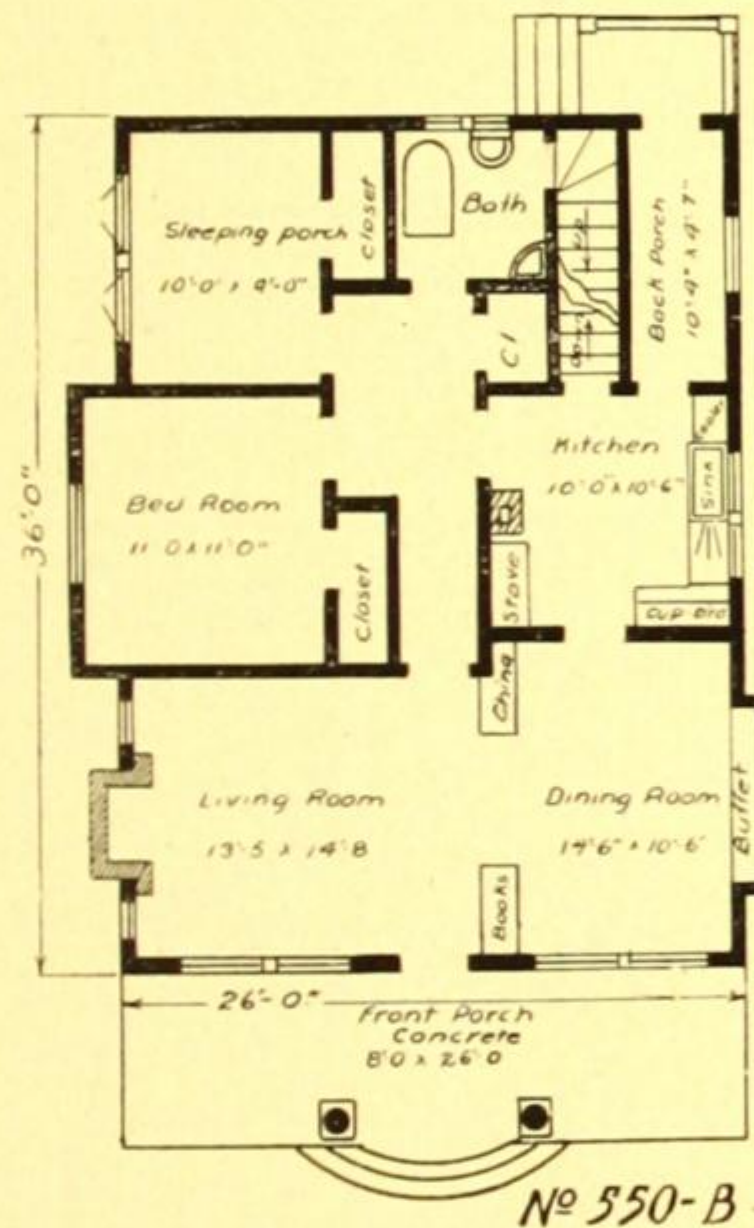 Sleeping porch
10'-0" x 9'-0"
closet
Bath
Up
Back Porch
10'4" x 4'7"
Cl
Down
Kitchen
10'0" x 10'6"
Sink
Stove
Cup Brd
Bed Room
11'0 x 11'0"
closet
36'-0"
China
Living Room
13'5 x 14'8
Dining Room
14'6" x 10'6"
Buffet
Books
26'-0"
Front Porch
Concrete
8'0 x 26'0
Nº 550-B